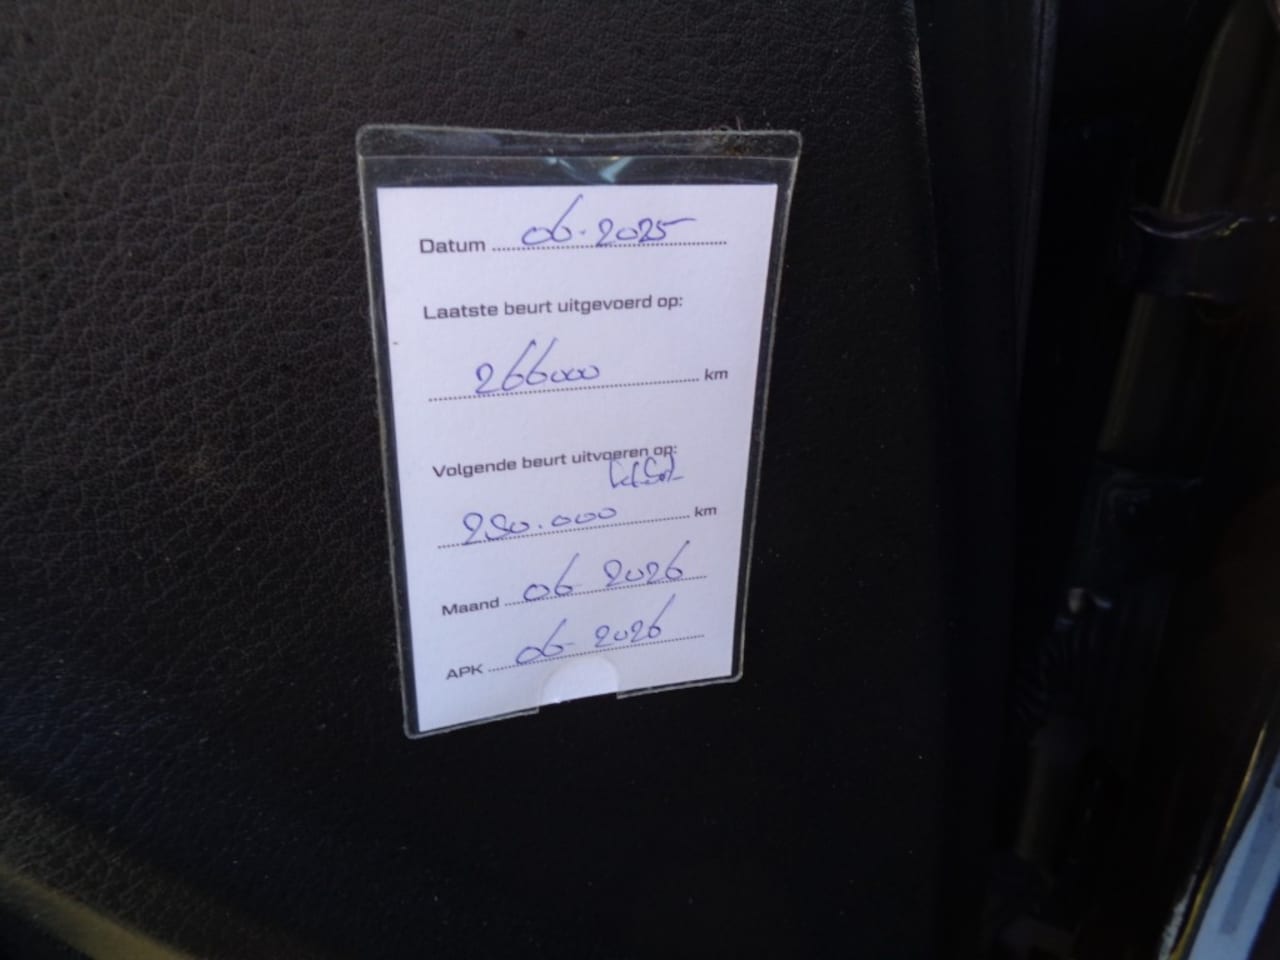 Datum 06-2025
Laatste beurt uitgevoerd op:
266000 km
Volgende beurt uitvoeren op:
280.000 km
Maand 06 2026
APK 06-2026